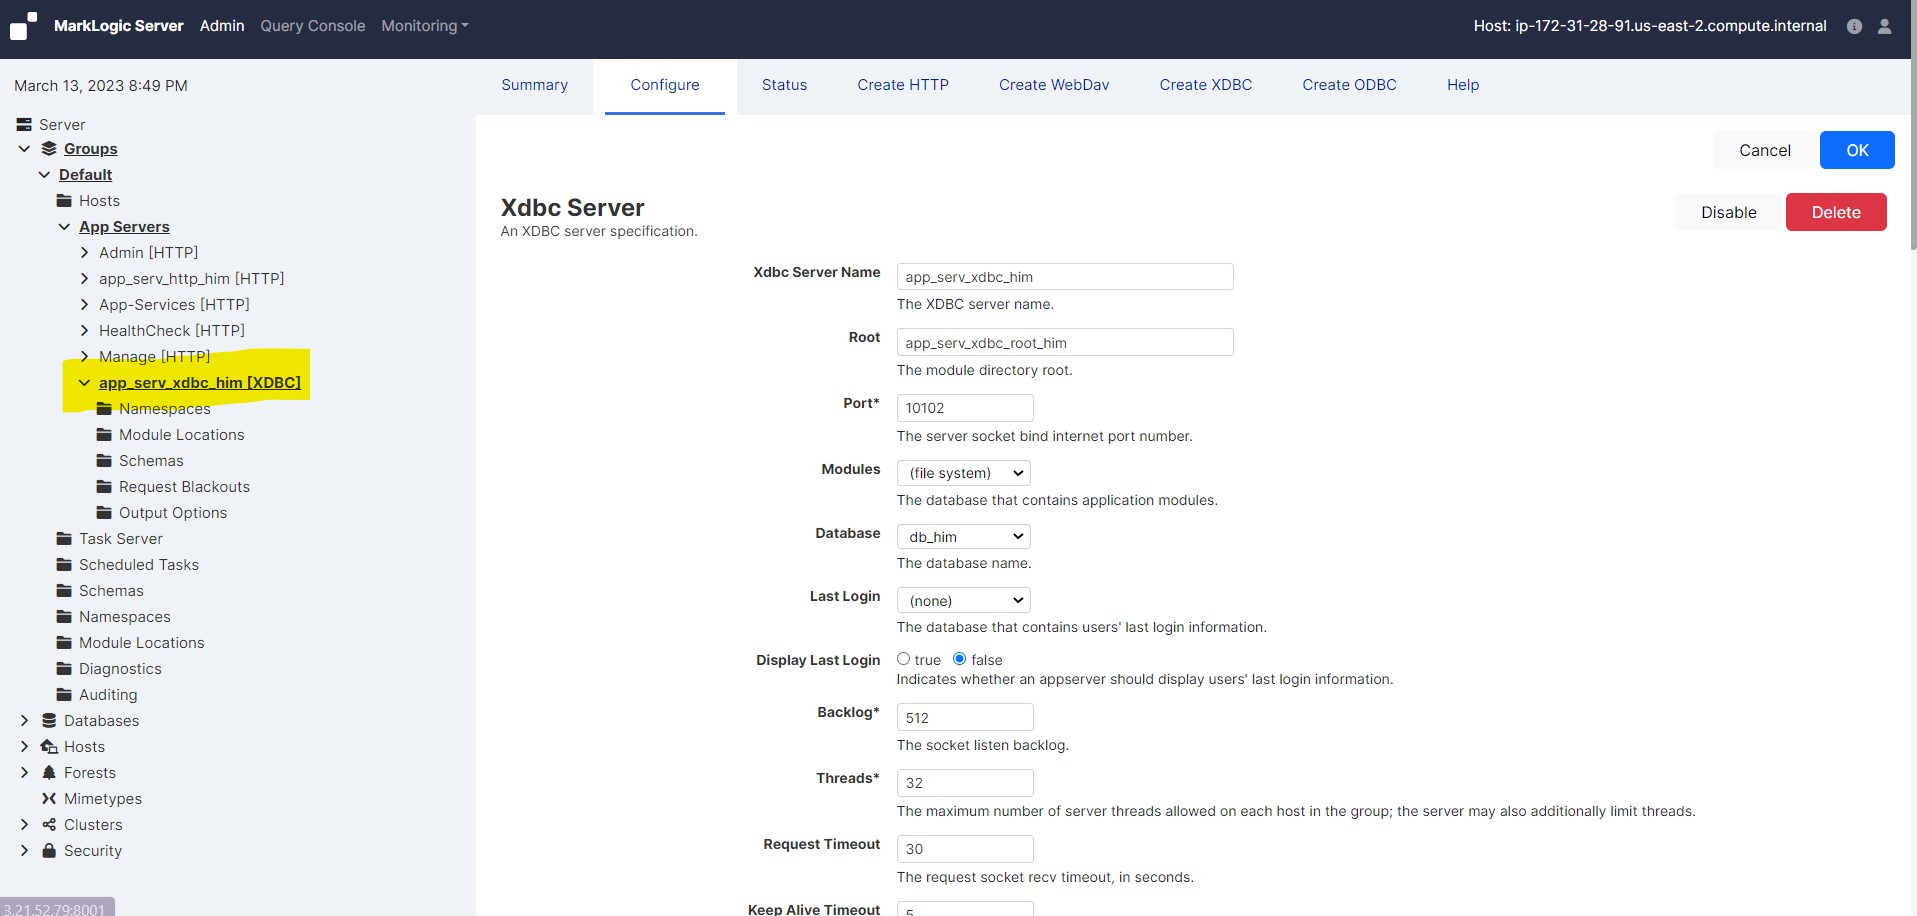 MarkLogic Server Admin Query Console Monitoring Host: ip-172-31-28-91.us-east-2.compute.internal
March 13, 2023 8:49 PM
Summary Configure Status Create HTTP Create WebDav Create XDBC Create ODBC Help
Server
Groups
Default
Hosts
App Servers
Admin [HTTP]
app_serv_http_him [HTTP]
App-Services [HTTP]
HealthCheck [HTTP]
Manage [HTTP]
app_serv_xdbc_him [XDBC]
Namespaces
Module Locations
Schemas
Request Blackouts
Output Options
Task Server
Scheduled Tasks
Schemas
Namespaces
Module Locations
Diagnostics
Auditing
Databases
Hosts
Forests
Mimetypes
Clusters
Security
3.21.52.79:8001
Cancel OK
Xdbc Server
Disable Delete
An XDBC server specification.
Xdbc Server Name app_serv_xdbc_him
The XDBC server name.
Root app_serv_xdbc_root_him
The module directory root.
Port* 10102
The server socket bind internet port number.
Modules (file system)
The database that contains application modules.
Database db_him
The database name.
Last Login (none)
The database that contains users' last login information.
Display Last Login true false
Indicates whether an appserver should display users' last login information.
Backlog* 512
The socket listen backlog.
Threads* 32
The maximum number of server threads allowed on each host in the group; the server may also additionally limit threads.
Request Timeout 30
The request socket recv timeout, in seconds.
Keep Alive Timeout 5